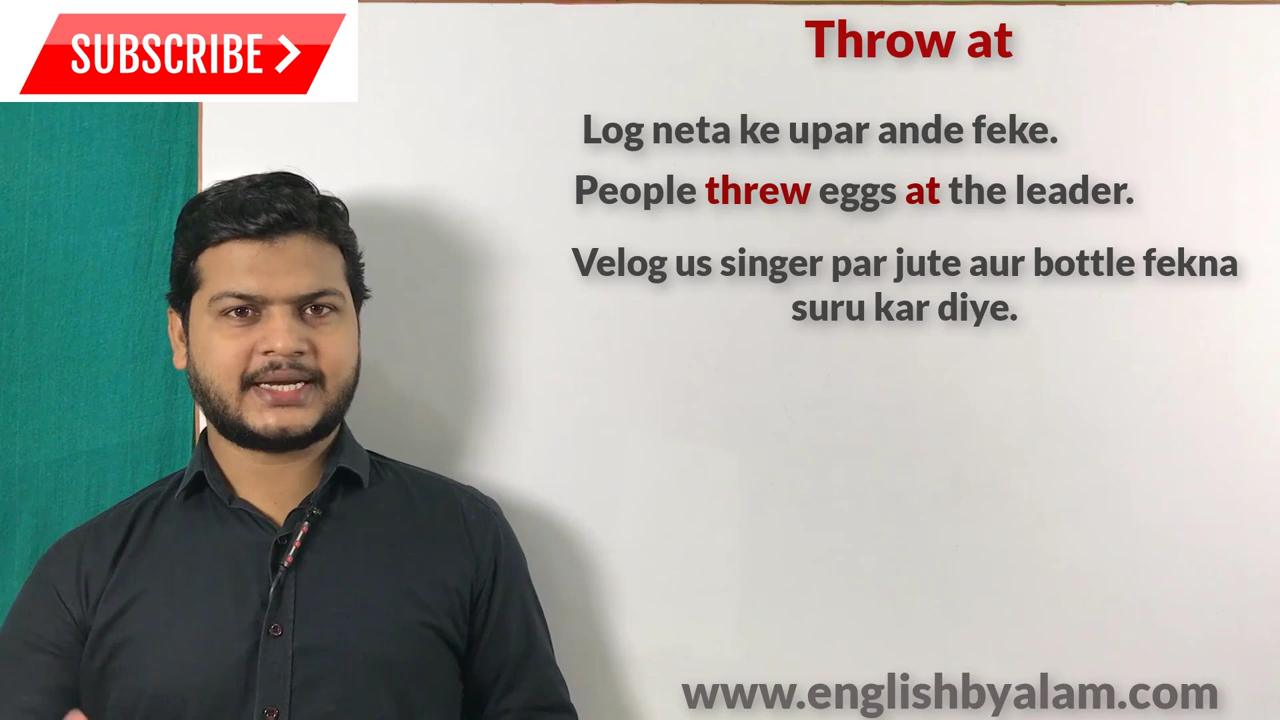 SUBSCRIBE
Throw at
Log neta ke upar ande feke.
People threw eggs at the leader.
Velog us singer par jute aur bottle fekna
suru kar diye.
www.englishbyalam.com